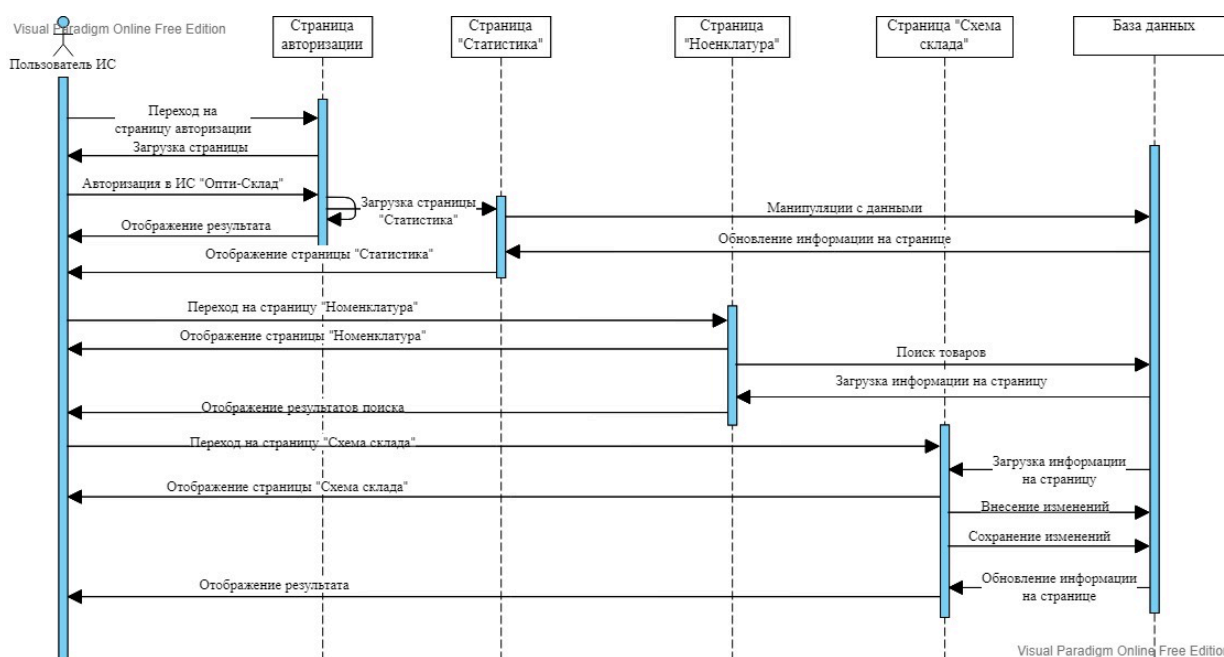 Visual Paradigm Online Free Edition
Пользователь ИС
Страница
авторизации
Страница
"Статистика"
Страница
"Ноенклатура"
Страница "Схема
склада"
База данных
Переход на
страницу авторизации
Загрузка страницы
Авторизация в ИС "Опти-Склад"
Загрузка страницы
"Статистика"
Манипуляции с данными
Отображение результата
Обновление информации на странице
Отображение страницы "Статистика"
Переход на страницу "Номенклатура"
Отображение страницы "Номенклатура"
Поиск товаров
Загрузка информации на страницу
Отображение результатов поиска
Переход на страницу "Схема склада"
Загрузка информации
на страницу
Отображение страницы "Схема склада"
Внесение изменений
Сохранение изменений
Обновление информации
на странице
Отображение результата
Visual Paradigm Online Free Edition